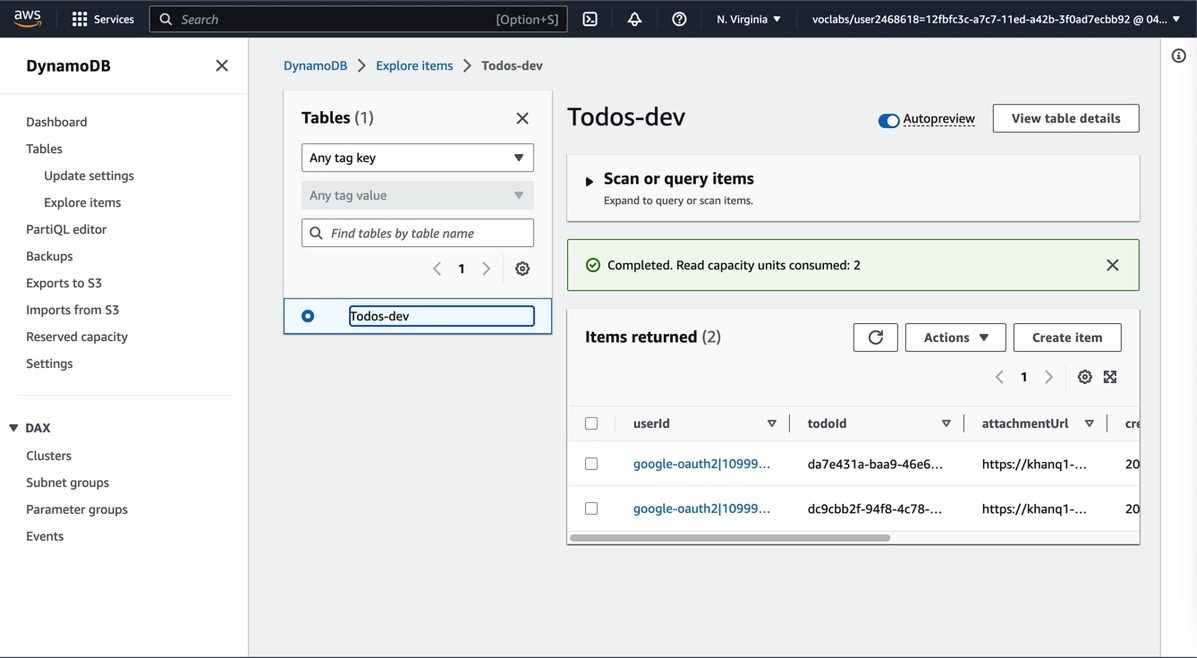 aws
Services
Search
[Option+S]
N. Virginia
voclabs/user2468618=12fbfc3c-a7c7-11ed-a42b-3f0ad7ecbb92 @ 04...
DynamoDB
Dashboard
Tables
Update settings
Explore items
PartiQL editor
Backups
Exports to S3
Imports from S3
Reserved capacity
Settings
DAX
Clusters
Subnet groups
Parameter groups
Events
DynamoDB
Explore items
Todos-dev
Tables (1)
Any tag key
Any tag value
Find tables by table name
1
Todos-dev
Todos-dev
Autopreview
View table details
Scan or query items
Expand to query or scan items.
Completed. Read capacity units consumed: 2
Items returned (2)
Actions
Create item
1
userId
todoId
attachmentUrl
cre
google-oauth2|10999...
da7e431a-baa9-46e6...
https://khanq1-...
20
google-oauth2|10999...
dc9cbb2f-94f8-4c78-...
https://khanq1-...
20